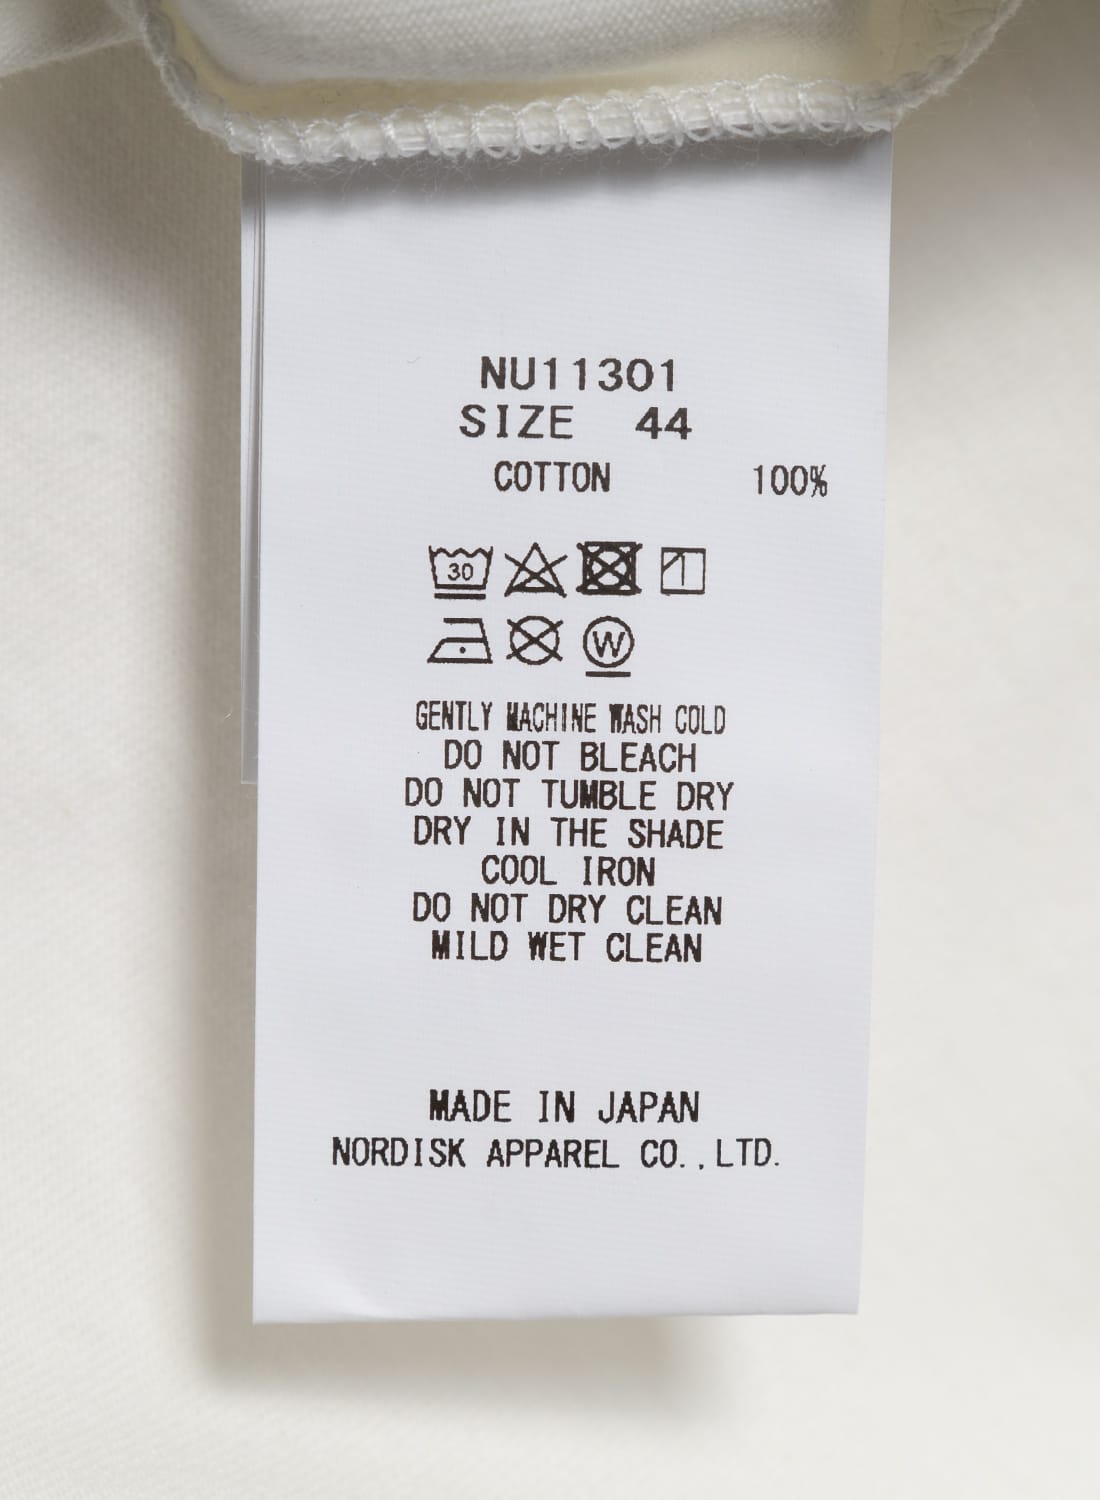 NU11301
SIZE 44
COTTON 100%
30
W
GENTLY MACHINE WASH COLD
DO NOT BLEACH
DO NOT TUMBLE DRY
DRY IN THE SHADE
COOL IRON
DO NOT DRY CLEAN
MILD WET CLEAN
MADE IN JAPAN
NORDISK APPAREL CO.,LTD.